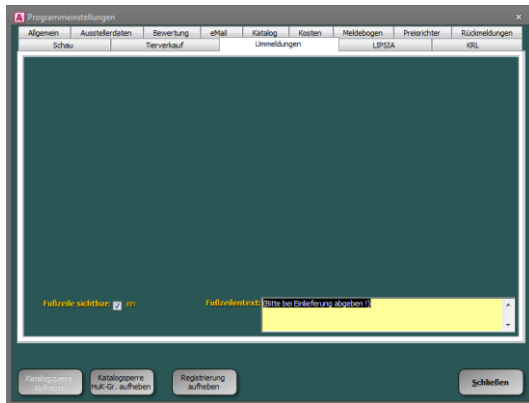 Programmeinstellungen
Allgemein Ausstellerdaten Bewertung eMail Katalog Kosten Meldebogen Preisrichter Rückmeldungen
Schau Tierverkauf Ummeldungen LIPSIA KRL
Fußzeile sichtbar: ein Fußzeilentext: (Bitte bei Einlieferung abgeben !)
Katalogsperre
aufheben
Katalogsperre
HuK-Gr. aufheben
Registrierung
aufheben
Schließen